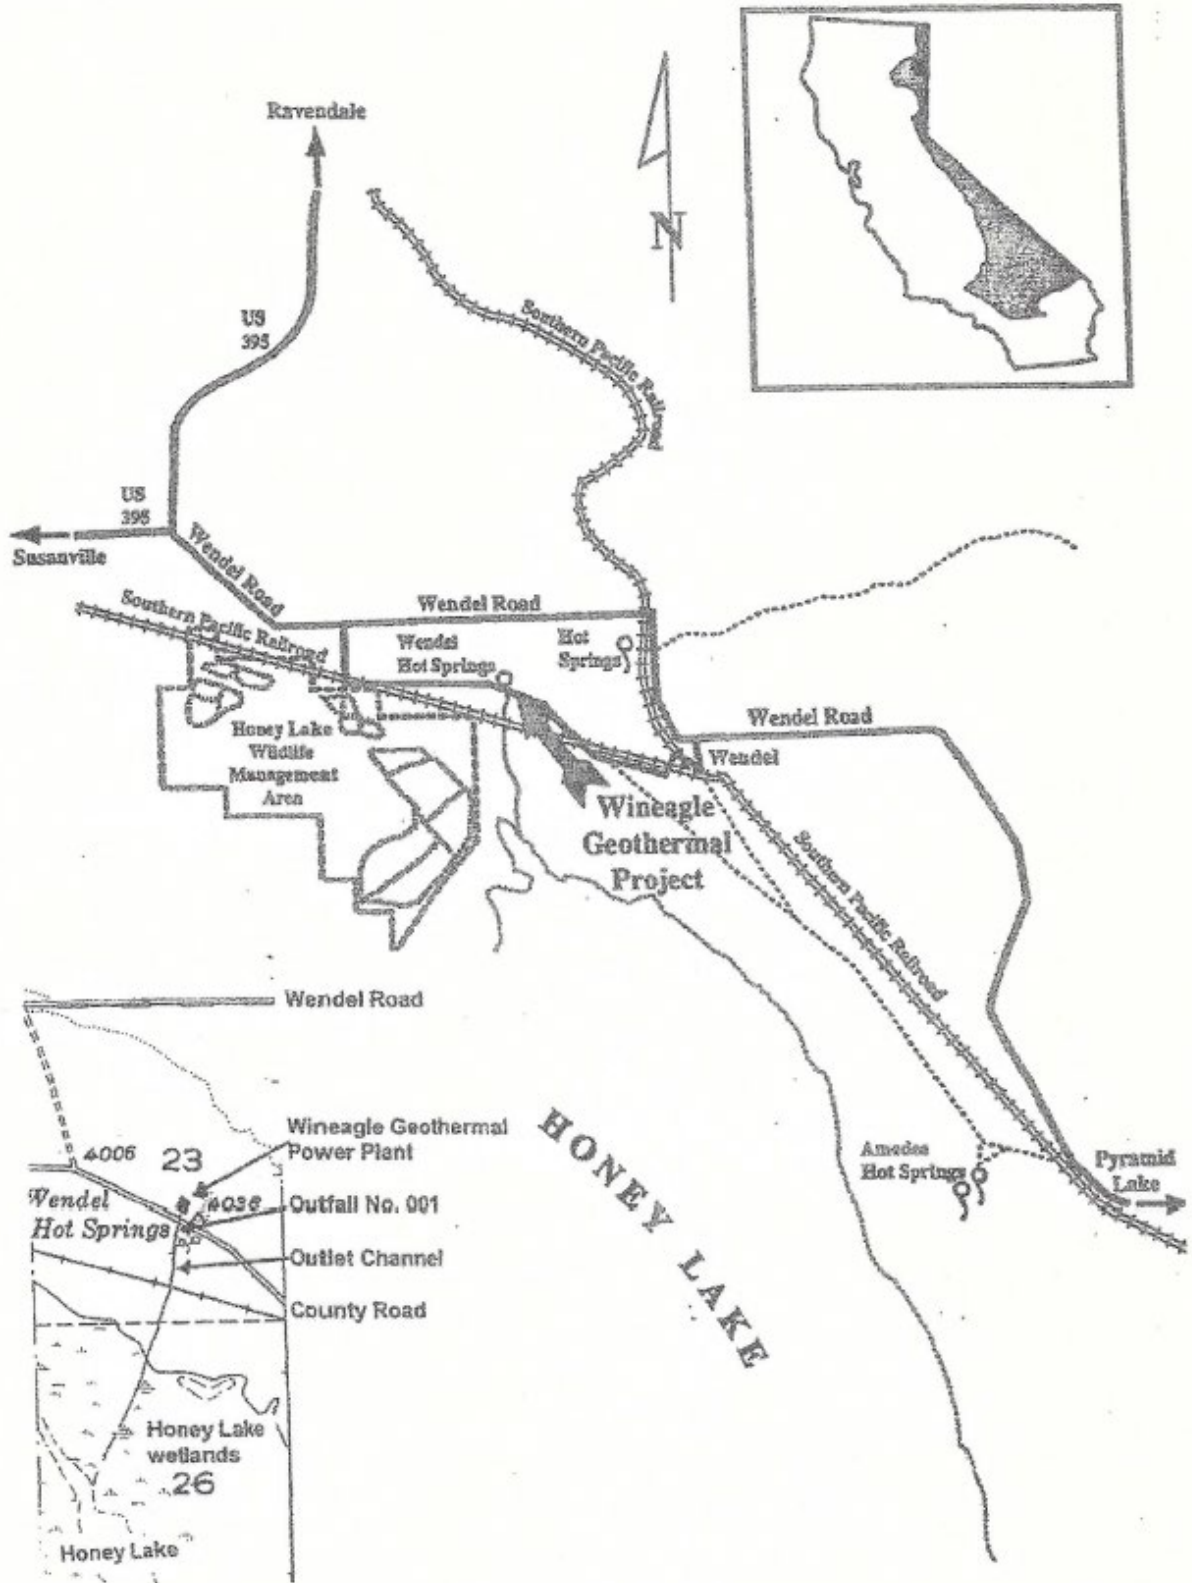 Ravendale
N
US
395
Southern Pacific Railroad
US
395
Susanville
Wendel Road
Southern Pacific Railroad
Wendel Road
Wendel
Hot Springs
Hot
Springs
Wendel Road
Wendel
Honey Lake
Wildlife
Management
Area
Wineagle
Geothermal
Project
Southern Pacific Railroad
Amedee
Hot Springs
Pyramid
Lake
HONEY LAKE
Wendel Road
Wineagle Geothermal
Power Plant
4006
23
4036
Outfall No. 001
Wendel
Hot Springs
Outlet Channel
County Road
Honey Lake
wetlands
26
Honey Lake